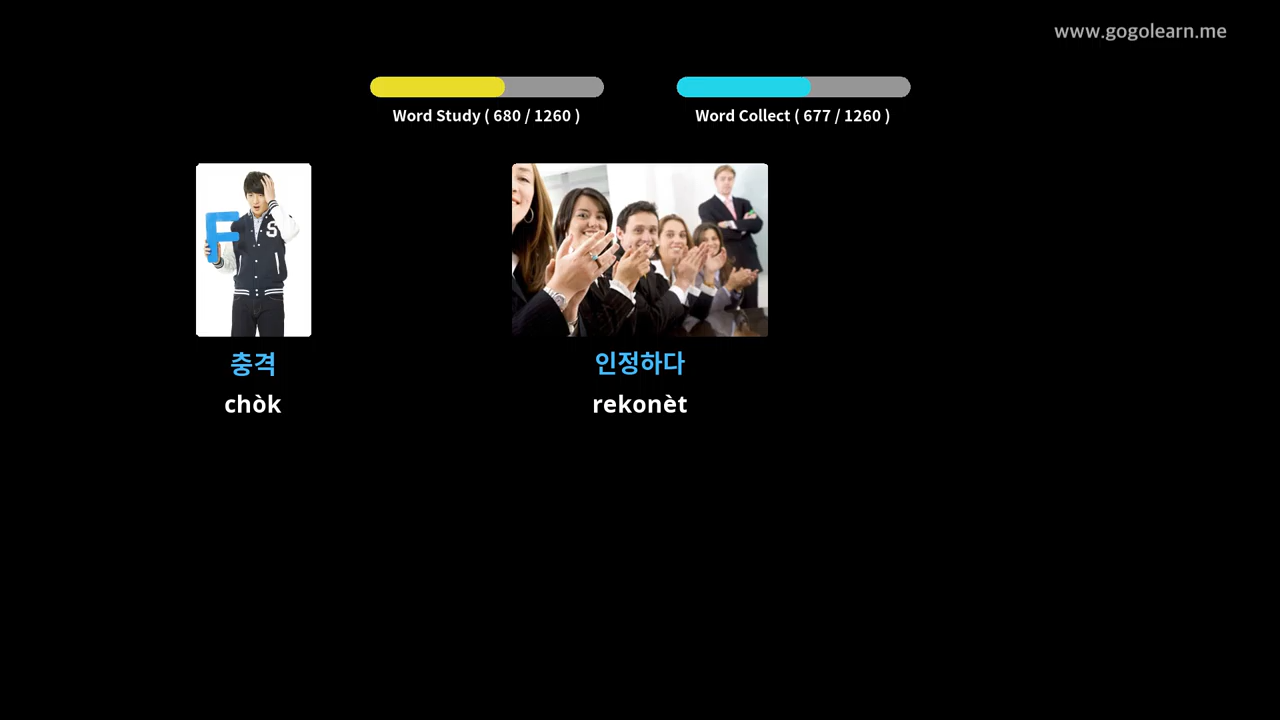 www.gogolearn.me
Word Study ( 680 / 1260 )
Word Collect ( 677 / 1260 )
F
S
충격
인정하다
chòk
rekonèt